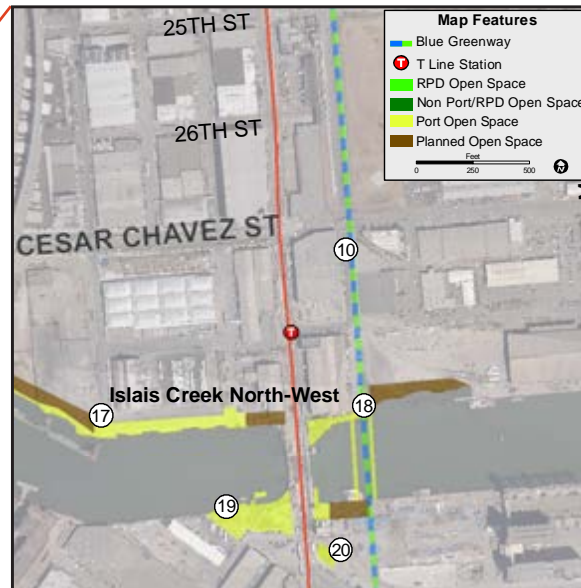 25TH ST
26TH ST
CESAR CHAVEZ ST
10
Islais Creek North-West
17
18
19
20
T
Map Features
Blue Greenway
T T Line Station
RPD Open Space
Non Port/RPD Open Space
Port Open Space
Planned Open Space
Feet
0 250 500
N